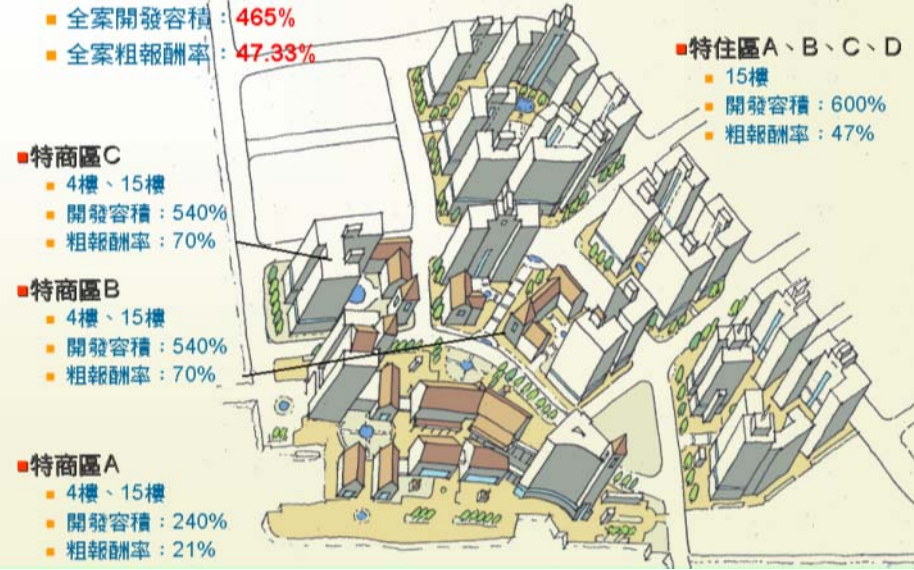 全案開發容積：465%
全案粗報酬率：47.33%
特商區C
4樓、15樓
開發容積：540%
粗報酬率：70%
特商區B
4樓、15樓
開發容積：540%
粗報酬率：70%
特商區A
4樓、15樓
開發容積：240%
粗報酬率：21%
特住區A、B、C、D
15樓
開發容積：600%
粗報酬率：47%